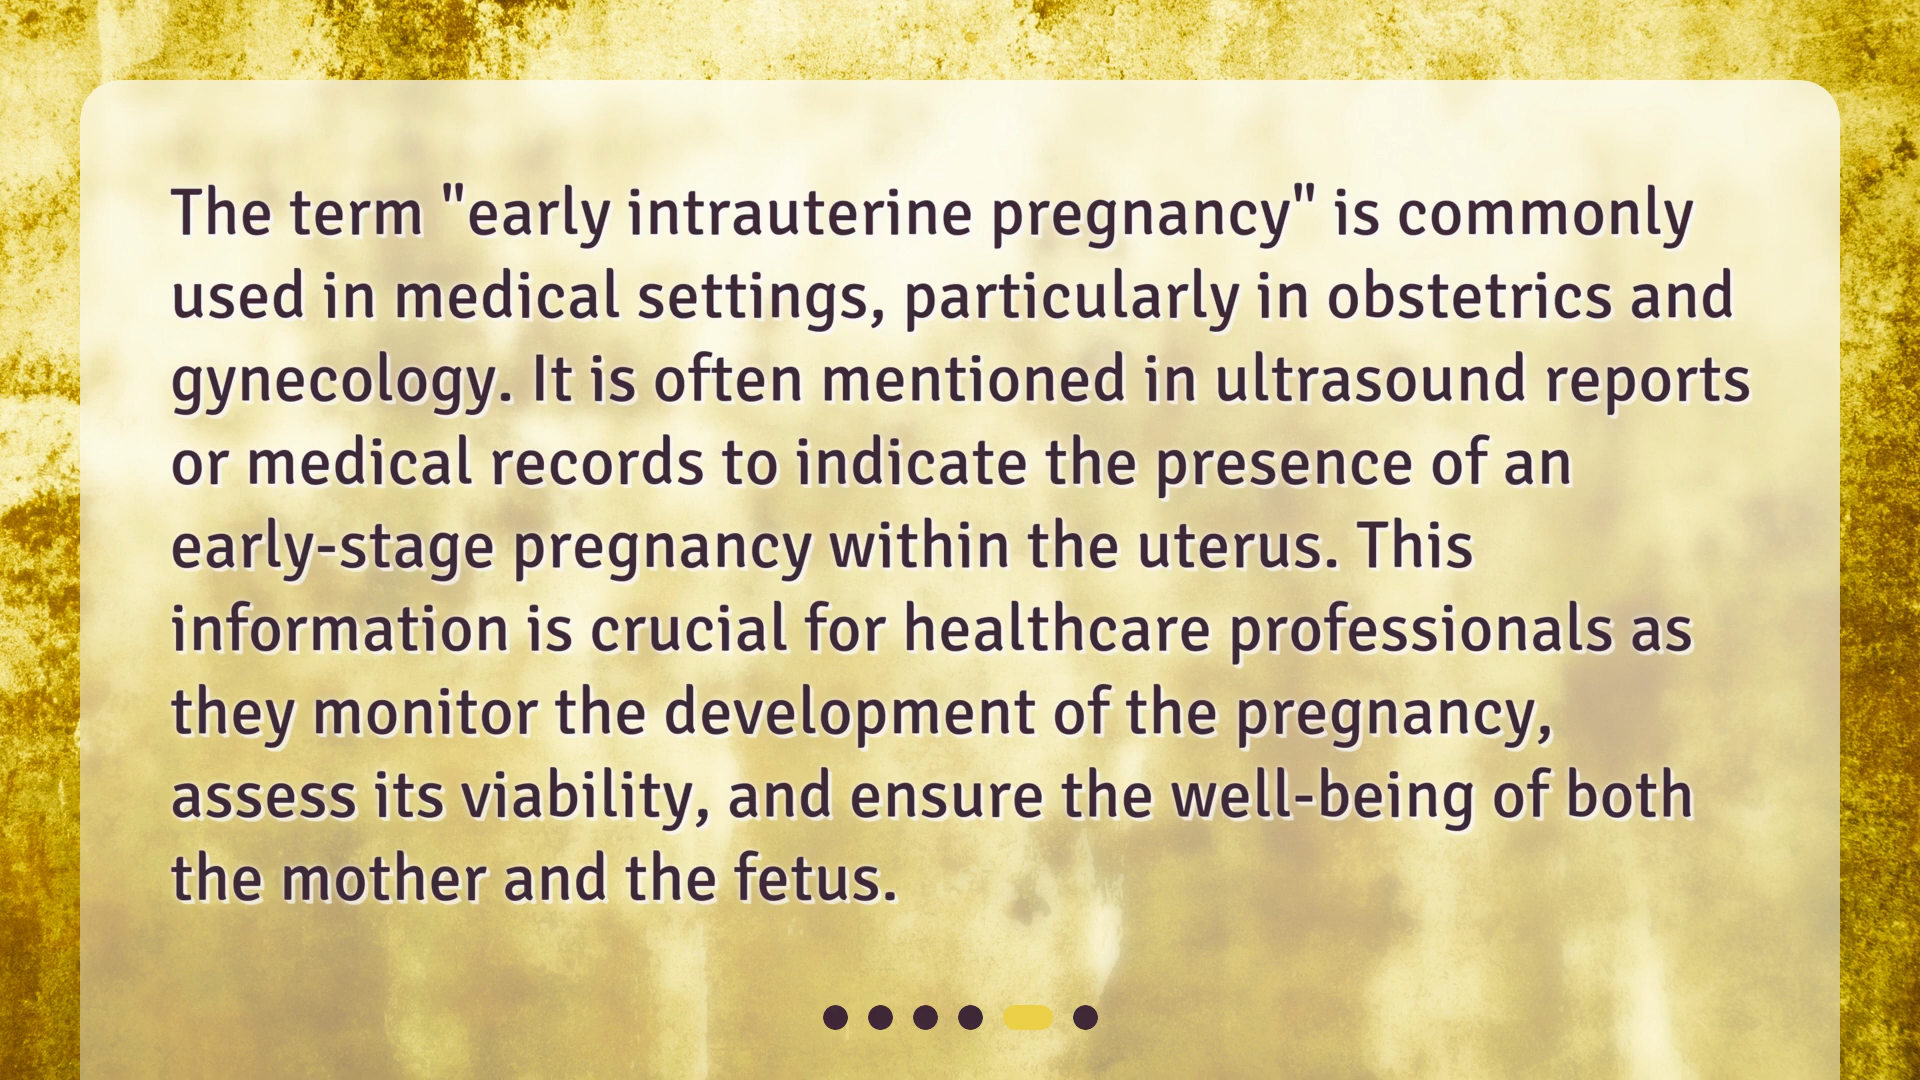 The term "early intrauterine pregnancy" is commonly
used in medical settings, particularly in obstetrics and
gynecology. It is often mentioned in ultrasound reports
or medical records to indicate the presence of an
early-stage pregnancy within the uterus. This
information is crucial for healthcare professionals as
they monitor the development of the pregnancy,
assess its viability, and ensure the well-being of both
the mother and the fetus.